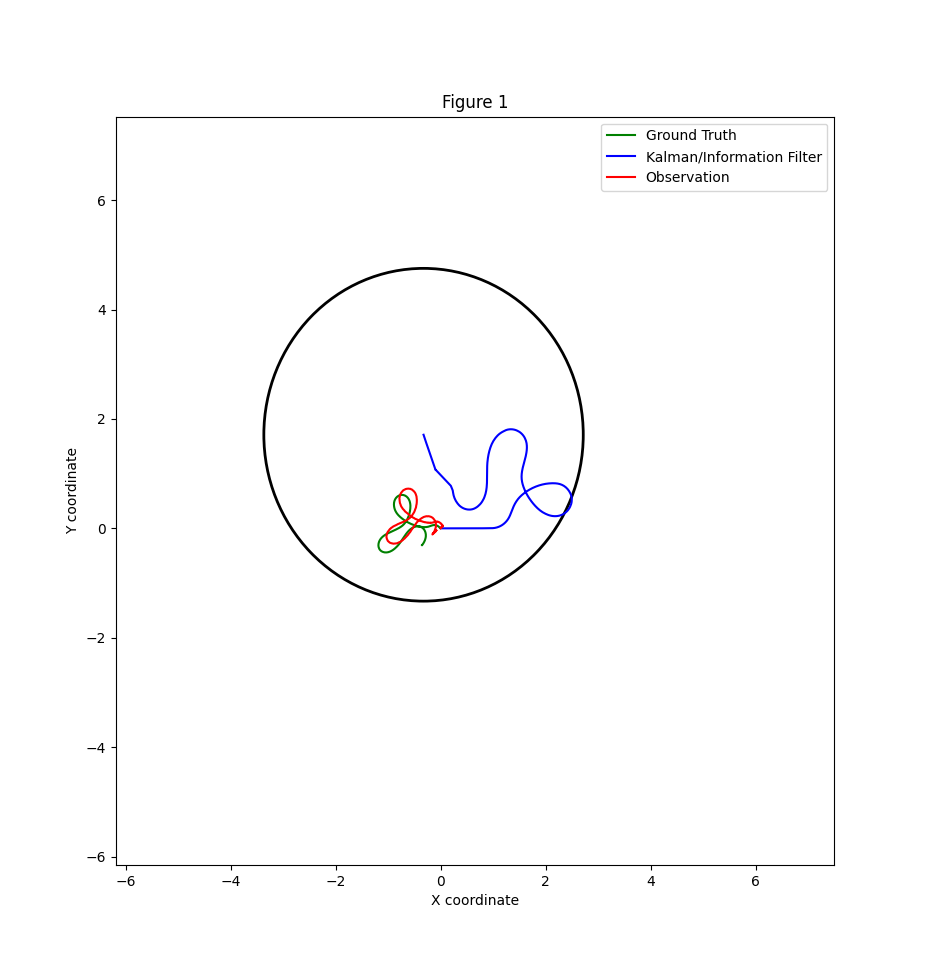 Figure 1
Ground Truth
Kalman/Information Filter
Observation
6
4
2
0
−2
−4
−6
Y coordinate
−6 −4 −2 0 2 4 6
X coordinate